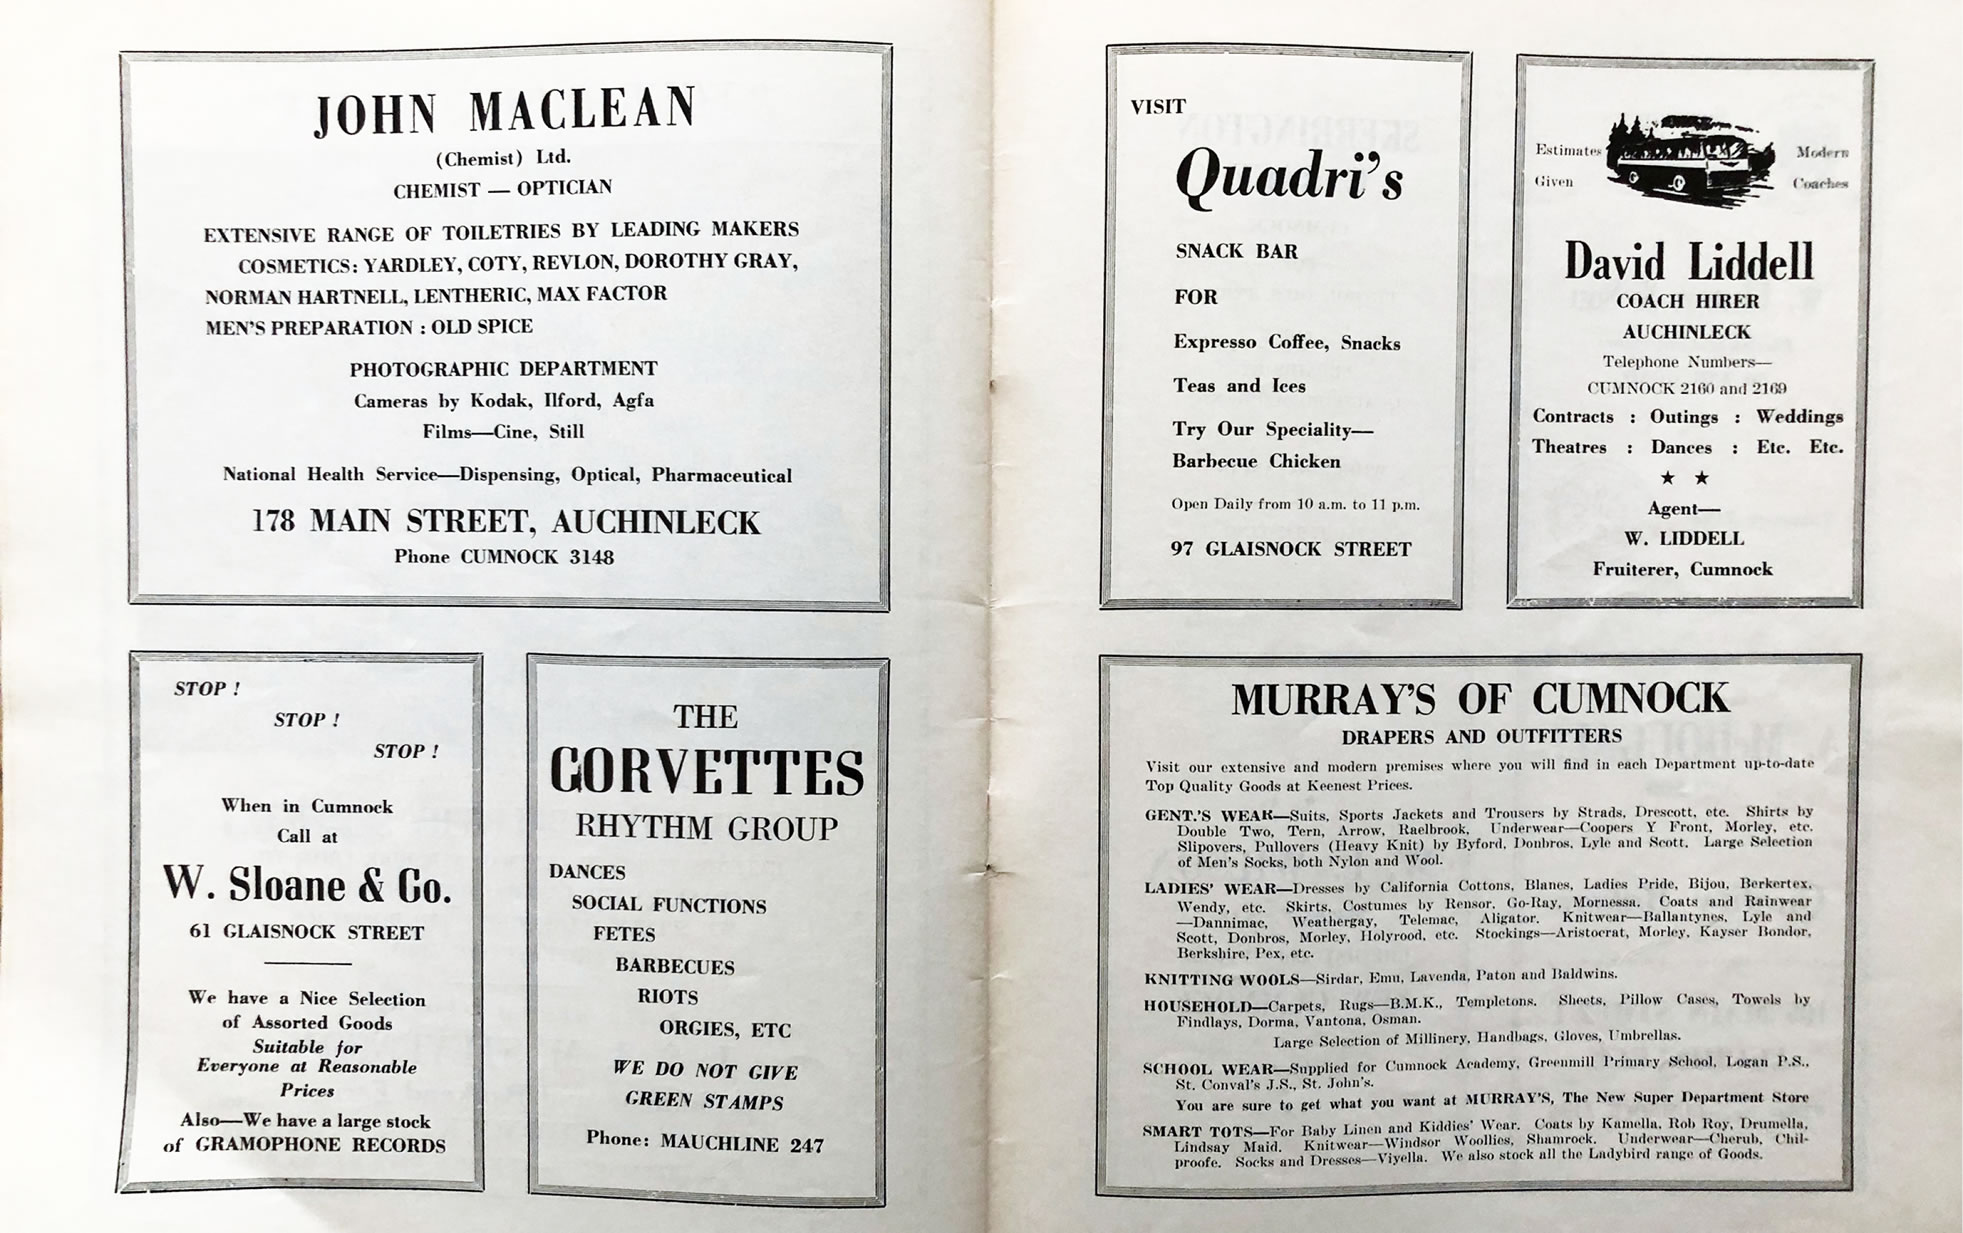 JOHN MACLEAN
(Chemist) Ltd.
CHEMIST — OPTICIAN
EXTENSIVE RANGE OF TOILETRIES BY LEADING MAKERS
COSMETICS: YARDLEY, COTY, REVLON, DOROTHY GRAY,
NORMAN HARTNELL, LENTHERIC, MAX FACTOR
MEN'S PREPARATION : OLD SPICE
PHOTOGRAPHIC DEPARTMENT
Cameras by Kodak, Ilford, Agfa
Films—Cine, Still
National Health Service—Dispensing, Optical, Pharmaceutical
178 MAIN STREET, AUCHINLECK
Phone CUMNOCK 3148
STOP !
STOP !
STOP !
When in Cumnock
Call at
W. Sloane & Co.
61 GLAISNOCK STREET
We have a Nice Selection
of Assorted Goods
Suitable for
Everyone at Reasonable
Prices
Also—We have a large stock
of GRAMOPHONE RECORDS
THE
CORVETTES
RHYTHM GROUP
DANCES
SOCIAL FUNCTIONS
FETES
BARBECUES
RIOTS
ORGIES, ETC
WE DO NOT GIVE
GREEN STAMPS
Phone: MAUCHLINE 247
VISIT
Quadri's
SNACK BAR
FOR
Expresso Coffee, Snacks
Teas and Ices
Try Our Speciality—
Barbecue Chicken
Open Daily from 10 a.m. to 11 p.m.
97 GLAISNOCK STREET
Estimates Modern
Given Coaches
David Liddell
COACH HIRER
AUCHINLECK
Telephone Numbers—
CUMNOCK 2160 and 2169
Contracts : Outings : Weddings
Theatres : Dances : Etc. Etc.
★ ★
Agent—
W. LIDDELL
Fruiterer, Cumnock
MURRAY'S OF CUMNOCK
DRAPERS AND OUTFITTERS
Visit our extensive and modern premises where you will find in each Department up-to-date
Top Quality Goods at Keenest Prices.
GENT.'S WEAR—Suits, Sports Jackets and Trousers by Strads, Drescott, etc. Shirts by
Double Two, Tern, Arrow, Raelbrook, Underwear—Coopers Y Front, Morley, etc.
Slipovers, Pullovers (Heavy Knit) by Byford, Donbros, Lyle and Scott. Large Selection
of Men's Socks, both Nylon and Wool.
LADIES' WEAR—Dresses by California Cottons, Blanes, Ladies Pride, Bijou, Berkertex,
Wendy, etc. Skirts, Costumes by Rensor, Go-Ray, Mornessa. Coats and Rainwear
—Dannimac, Weathergay, Telemac, Aligator. Knitwear—Ballantynes, Lyle and
Scott, Donbros, Morley, Holyrood, etc. Stockings—Aristocrat, Morley, Kayser Bondor,
Berkshire, Pex, etc.
KNITTING WOOLS—Sirdar, Emu, Lavenda, Paton and Baldwins.
HOUSEHOLD—Carpets, Rugs—B.M.K., Templetons. Sheets, Pillow Cases, Towels by
Findlays, Dorma, Vantona, Osman.
Large Selection of Millinery, Handbags, Gloves, Umbrellas.
SCHOOL WEAR—Supplied for Cumnock Academy, Greenmill Primary School, Logan P.S.,
St. Conval's J.S., St. John's.
You are sure to get what you want at MURRAY'S, The New Super Department Store
SMART TOTS—For Baby Linen and Kiddies' Wear. Coats by Kamella, Rob Roy, Drumella,
Lindsay Maid. Knitwear—Windsor Woollies, Shamrock. Underwear—Cherub, Chil-
proofe. Socks and Dresses—Viyella. We also stock all the Ladybird range of Goods.